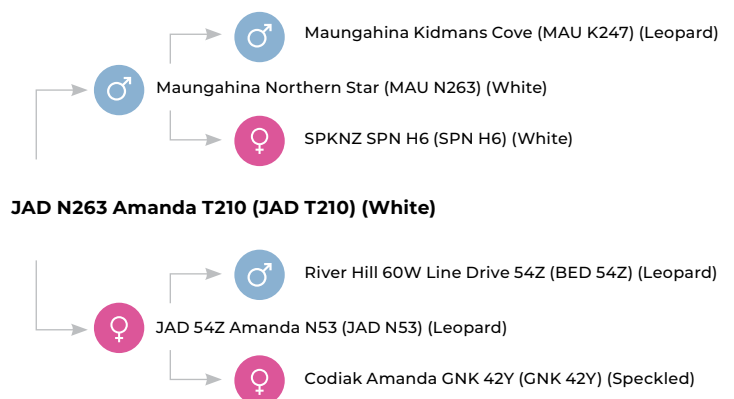 Maungahina Kidmans Cove (MAU K247) (Leopard)
Maungahina Northern Star (MAU N263) (White)
SPKNZ SPN H6 (SPN H6) (White)
JAD N263 Amanda T210 (JAD T210) (White)
River Hill 60W Line Drive 54Z (BED 54Z) (Leopard)
JAD 54Z Amanda N53 (JAD N53) (Leopard)
Codiak Amanda GNK 42Y (GNK 42Y) (Speckled)